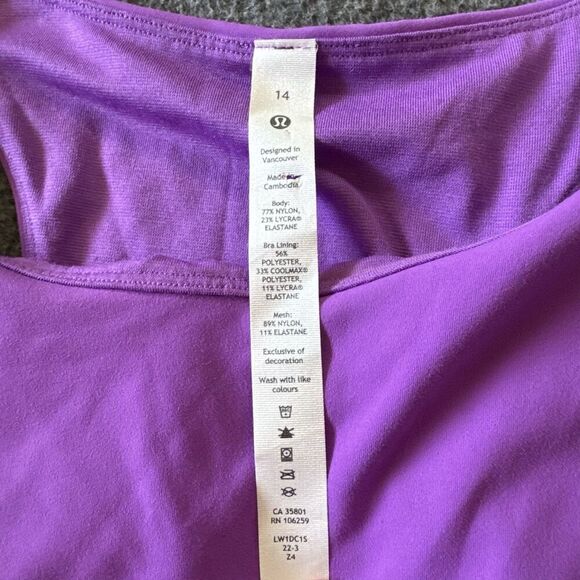 14
Designed in
Vancouver
Made in
Cambodia
Body:
77% NYLON,
23% LYCRA®
ELASTANE
Bra Lining:
56%
POLYESTER,
33% COOLMAX®
POLYESTER,
11% LYCRA®
ELASTANE
Mesh:
89% NYLON,
11% ELASTANE
Exclusive of
decoration
Wash with like
colours
CA 35801
RN 106259
LW1DC1S
22-3
Z4